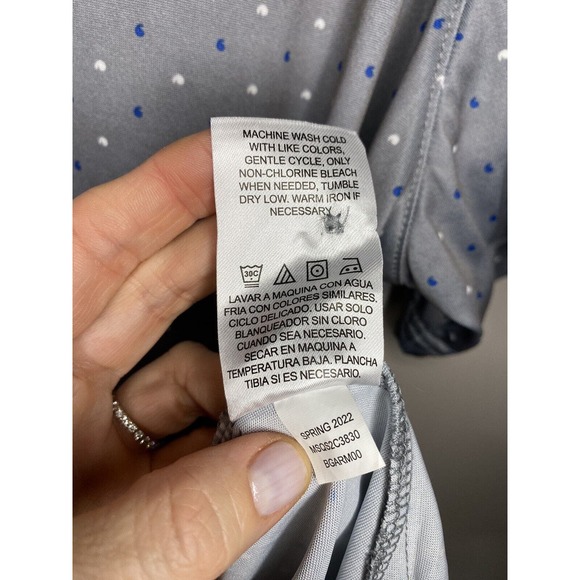 MACHINE WASH COLD
WITH LIKE COLORS,
GENTLE CYCLE, ONLY
NON-CHLORINE BLEACH
WHEN NEEDED, TUMBLE
DRY LOW. WARM IRON IF
NECESSARY
30C
LAVAR A MAQUINA CON AGUA
FRIA CON COLORES SIMILARES,
CICLO DELICADO. USAR SOLO
BLANQUEADOR SIN CLORO
CUANDO SEA NECESARIO.
SECAR EN MAQUINA A
TEMPERATURA BAJA. PLANCHA
TIBIA SI ES NECESARIO.
SPRING 2022
MSQS2C3830
BGARM00